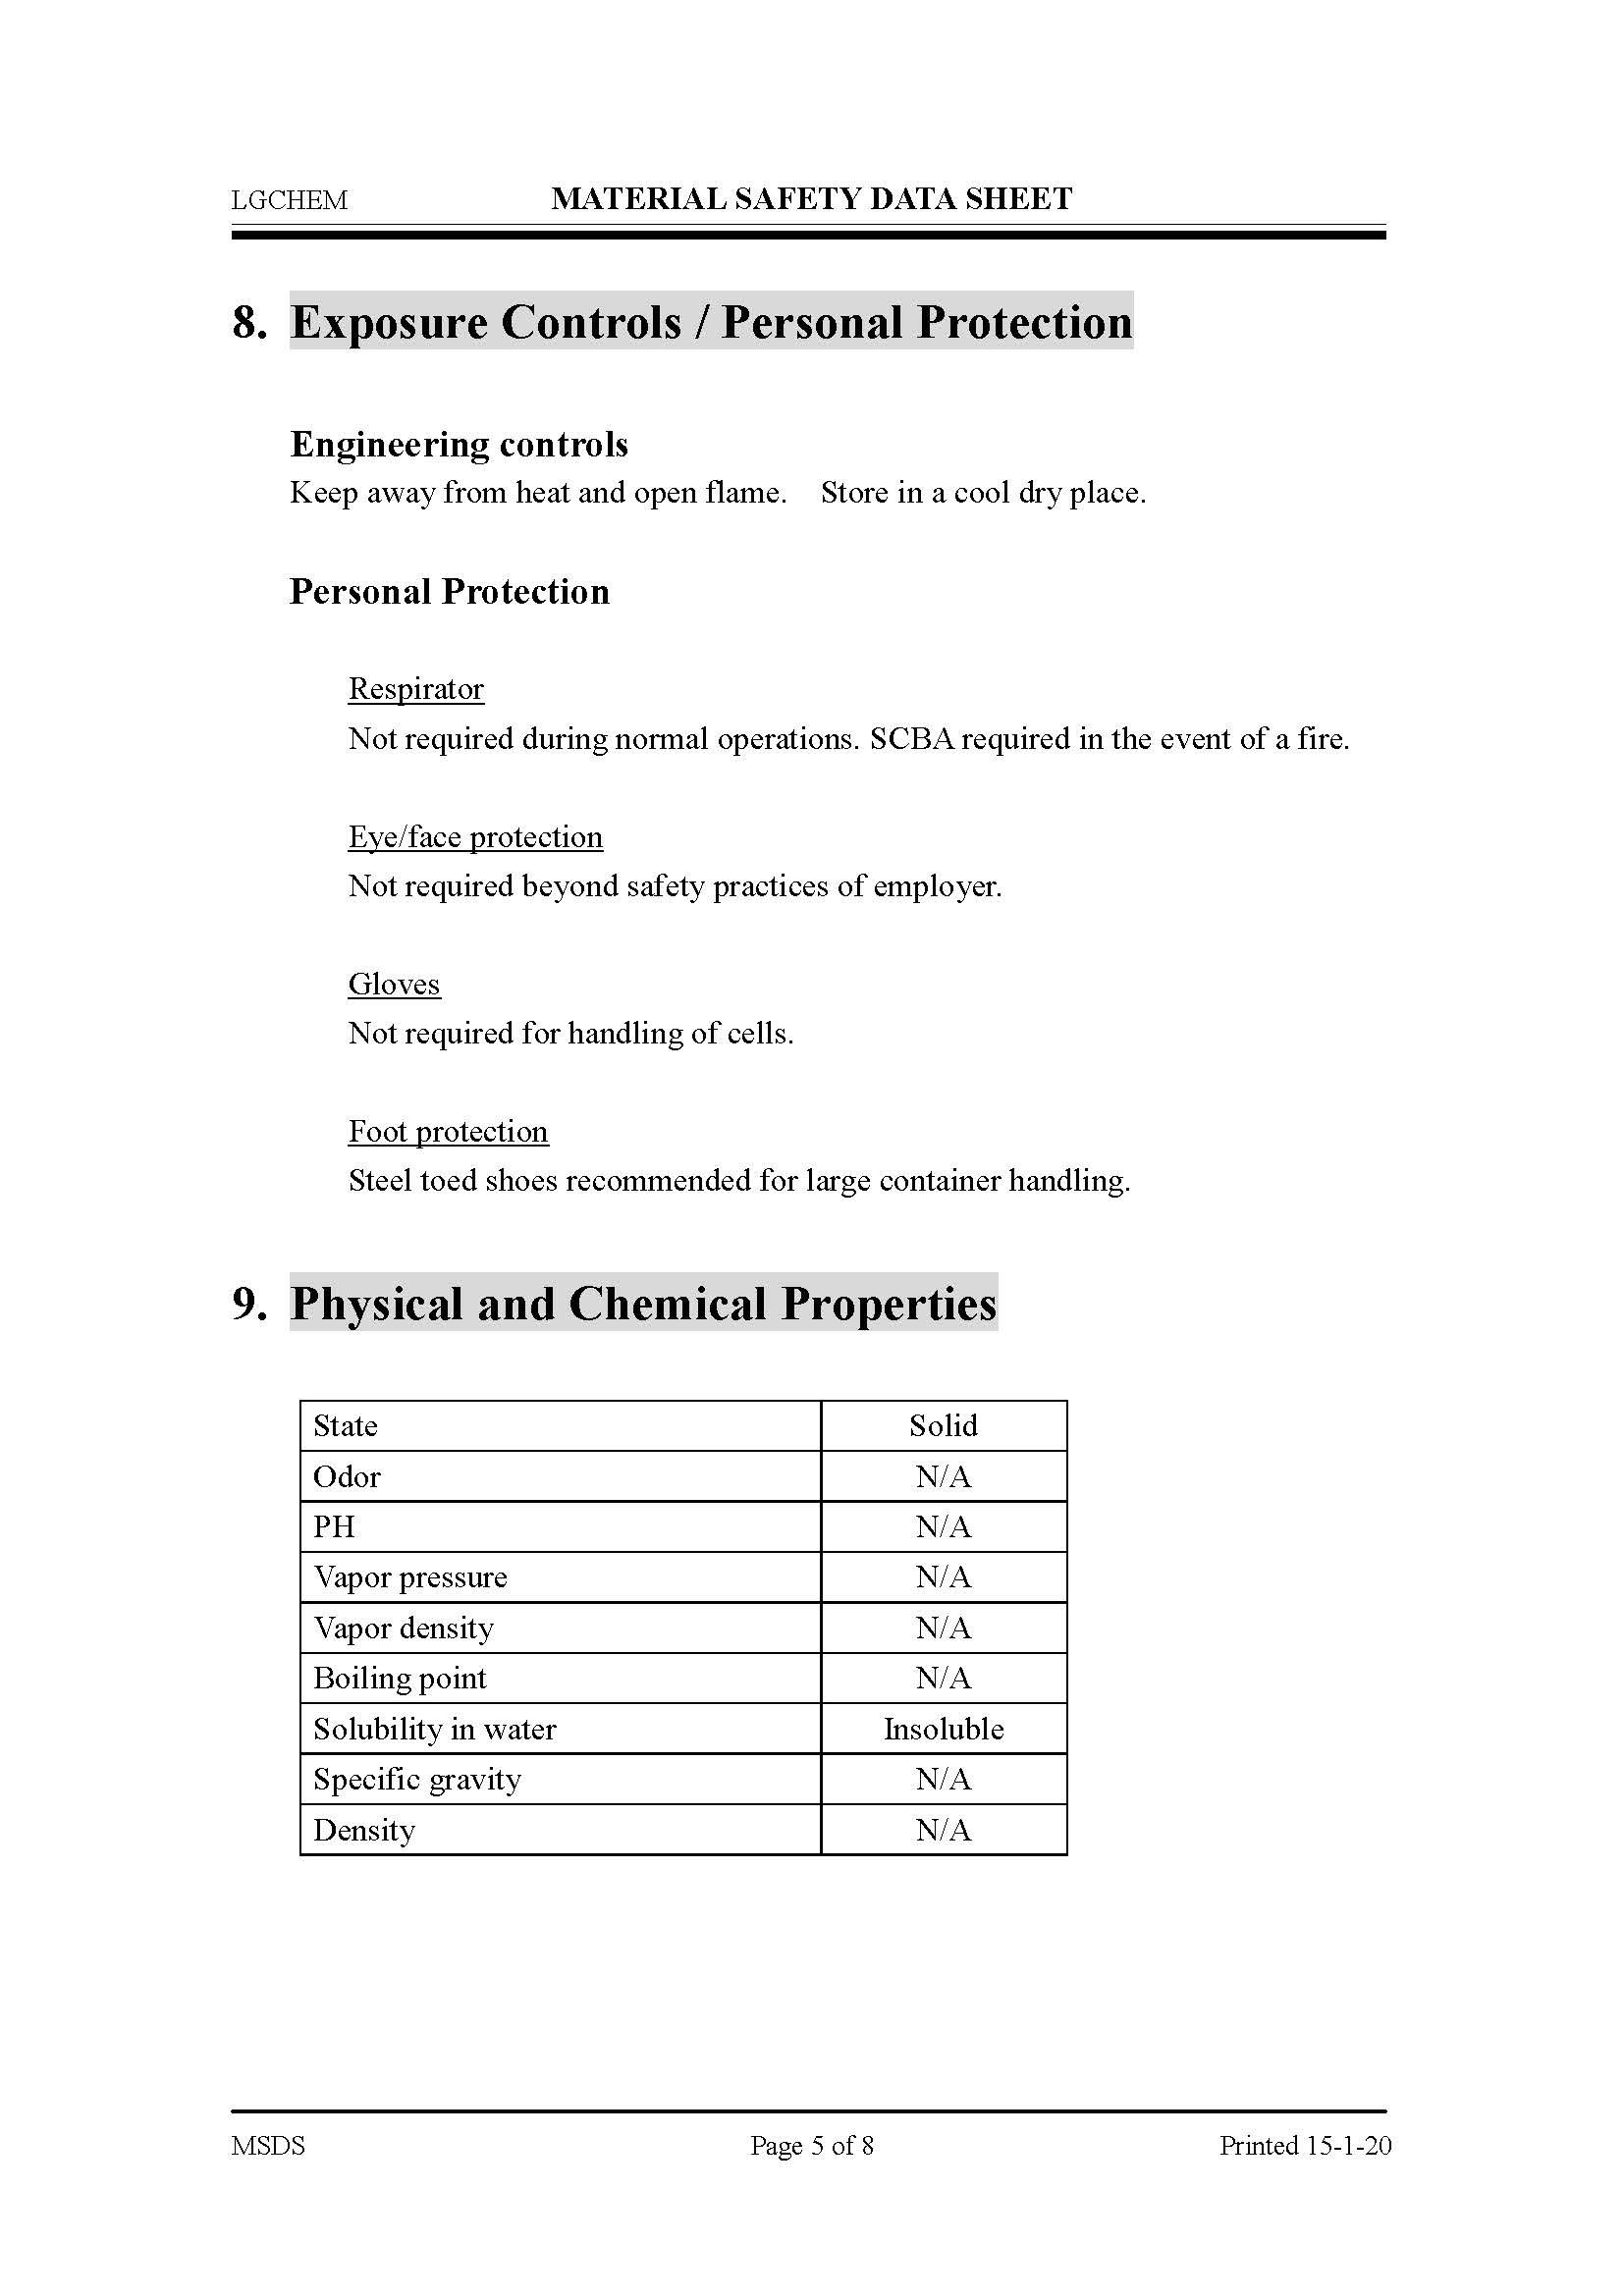 LGCHEM MATERIAL SAFETY DATA SHEET
8. Exposure Controls / Personal Protection
Engineering controls
Keep away from heat and open flame. Store in a cool dry place.
Personal Protection
Respirator
Not required during normal operations. SCBA required in the event of a fire.
Eye/face protection
Not required beyond safety practices of employer.
Gloves
Not required for handling of cells.
Foot protection
Steel toed shoes recommended for large container handling.
9. Physical and Chemical Properties
State Solid
Odor N/A
PH N/A
Vapor pressure N/A
Vapor density N/A
Boiling point N/A
Solubility in water Insoluble
Specific gravity N/A
Density N/A
MSDS Page 5 of 8 Printed 15-1-20